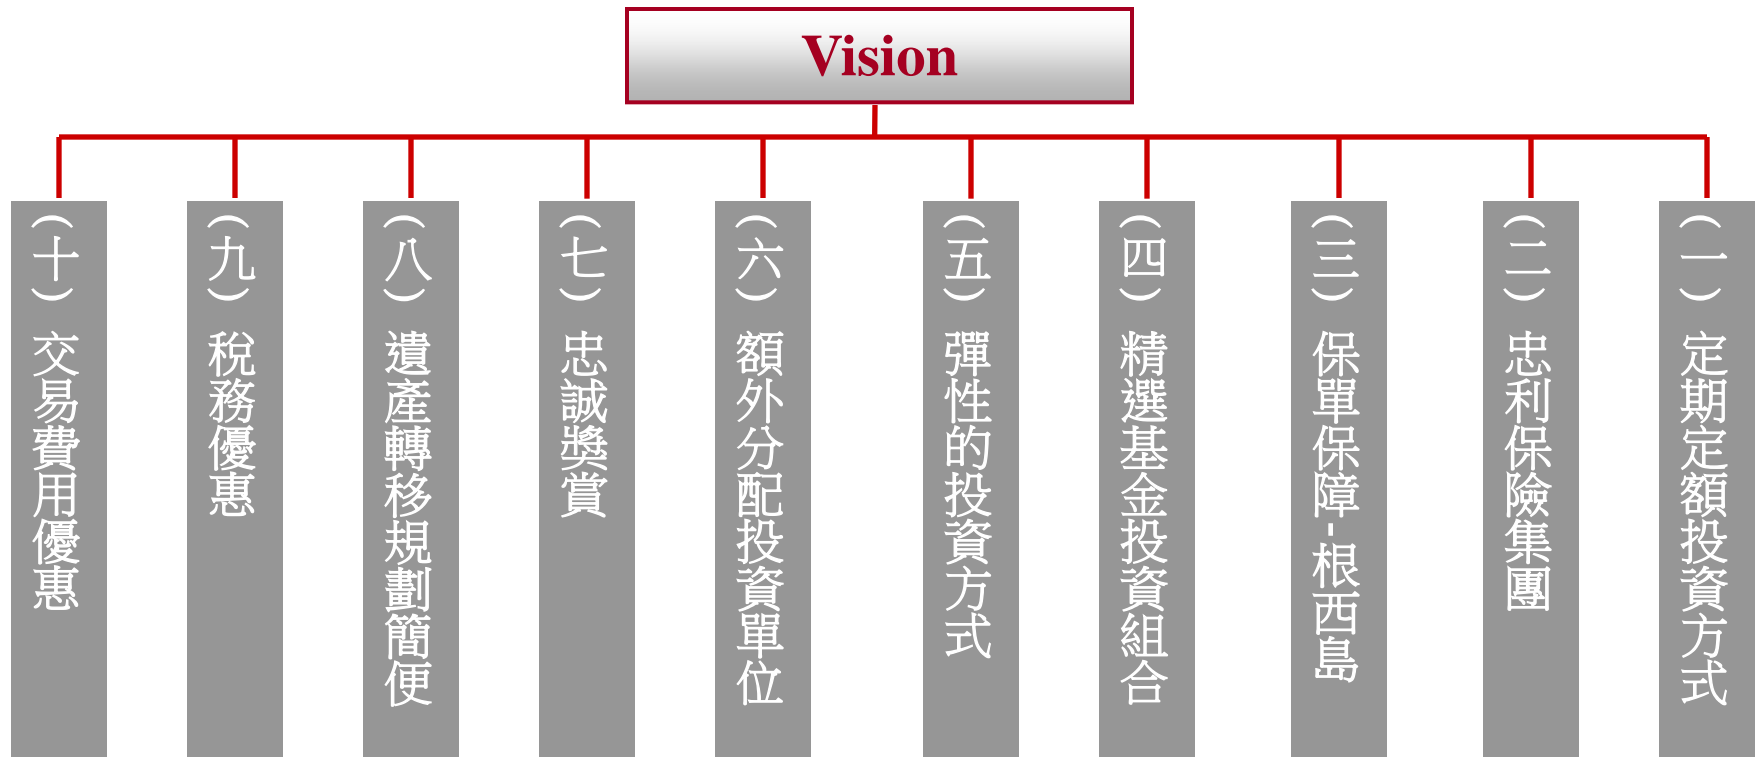 Vision
(一) 定期定額投資方式
(二) 忠利保險集團
(三) 保單保障-根西島
(四) 精選基金投資組合
(五) 彈性的投資方式
(六) 額外分配投資單位
(七) 忠誠獎賞
(八) 遺產轉移規劃簡便
(九) 稅務優惠
(十) 交易費用優惠